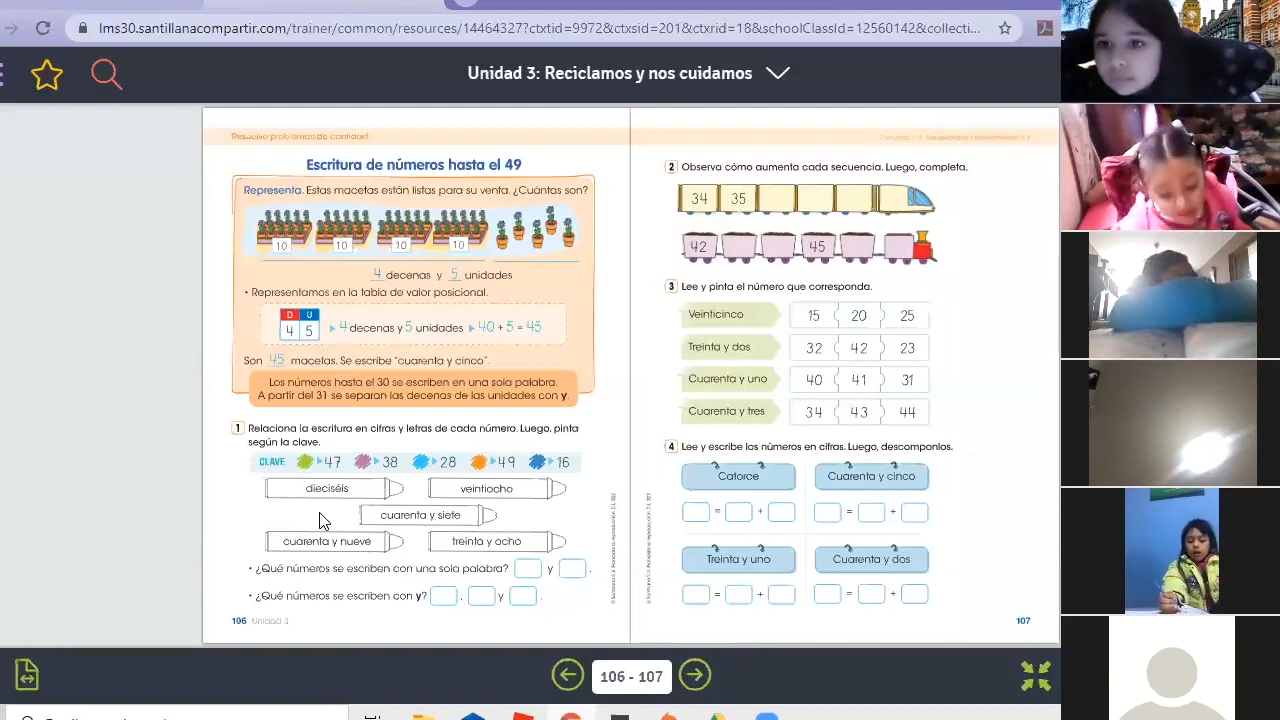 lms30.santillanacompartir.com/trainer/common/resources/1446432?actid=9972&ctxsid=201&ctxrid=18&schoolClassId=12560142&collecti...
Unidad 3: Reciclamos y nos cuidamos
Resuelvo problemas de cantidad
Escritura de números hasta el 49
Representa. Estas macetas están listas para su venta. ¿Cuántas son?
10 10 10 10
4 decenas y 5 unidades
• Representamos en la tabla de valor posicional.
D U
4 5
4 decenas y 5 unidades 40 + 5 = 45
Son 45 macetas. Se escribe "cuarenta y cinco".
Los números hasta el 30 se escriben en una sola palabra.
A partir del 31 se separan las decenas de las unidades con y.
1 Relaciona la escritura en cifras y letras de cada número. Luego, pinta
según la clave.
CLAVE 47 38 28 49 16
dieciséis veintiocho
cuarenta y siete
cuarenta y nueve treinta y ocho
• ¿Qué números se escriben con una sola palabra? y .
• ¿Qué números se escriben con y? , y .
106 Unidad 3
2 Observa cómo aumenta cada secuencia. Luego, completa.
34 35
42 45
3 Lee y pinta el número que corresponda.
Veinticinco 15 20 25
Treinta y dos 32 42 23
Cuarenta y uno 40 41 31
Cuarenta y tres 34 43 44
4 Lee y escribe los números en cifras. Luego, descomponlos.
Catorce Cuarenta y cinco
= + = +
Treinta y uno Cuarenta y dos
= + = +
107
106 - 107